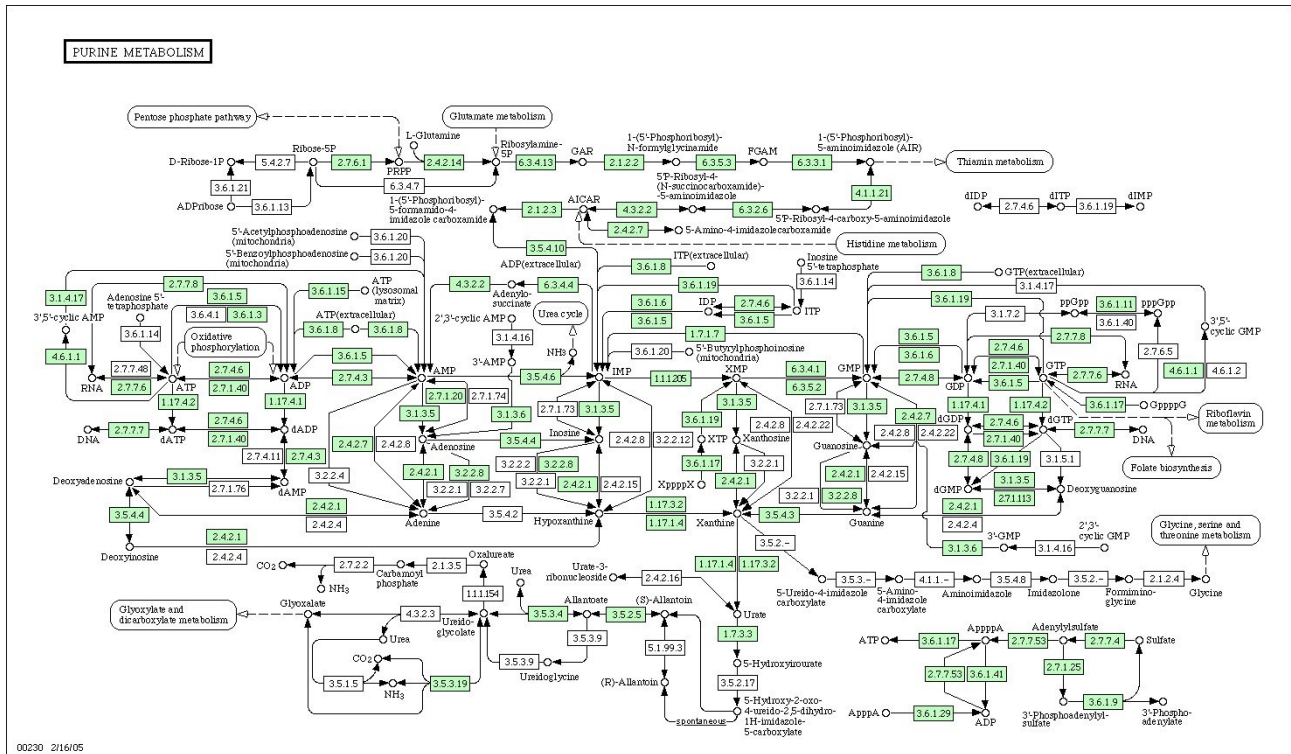 PURINE METABOLISM
Pentose phosphate pathway
Glutamate metabolism
L-Glutamine
Ribosylamine-
5P
GAR
1-(5'-Phosphoribosyl)-
N-formylglycinamide
FGAM
1-(5'-Phosphoribosyl)-
5-aminoimidazole (AIR)
Thiamin metabolism
D-Ribose-1P
5.4.2.7
Ribose-5P
2.7.6.1
PRPP
2.4.2.14
6.3.4.13
2.1.2.2
6.3.5.3
6.3.3.1
3.6.1.21
6.3.4.7
ADPribose
3.6.1.13
4.1.1.21
1-(5'-Phosphoribosyl)-
5-formamido-4-
imidazole carboxamide
2.1.2.3
AICAR
4.3.2.2
5'P-Ribosyl-4-
(N-succinocarboxamide)-
5-aminoimidazole
6.3.2.6
5'P-Ribosyl-4-carboxy-5-aminoimidazole
2.4.2.7
5-Amino-4-imidazolecarboxamide
dIDP
2.7.4.6
dITP
3.6.1.19
dIMP
Histidine metabolism
5'-Acetylphosphoadenosine
(mitochondria)
3.6.1.20
5'-Benzoylphosphoadenosine
(mitochondria)
3.6.1.20
3.5.4.10
ADP(extracellular)
ITP(extracellular)
3.6.1.8
Inosine
5'-tetraphosphate
3.6.1.14
3.6.1.8
GTP(extracellular)
3.1.4.17
3.1.4.17
2.7.7.8
3.6.1.5
3.6.1.15
ATP
(lysosomal
matrix)
4.3.2.2
6.3.4.4
Adenylo-
succinate
3.6.1.19
3.6.1.19
ppGpp
3.6.1.11
pppGpp
3',5'-cyclic AMP
Adenosine 5'-
tetraphosphate
3.6.4.1
3.6.1.3
ATP(extracellular)
3.6.1.8
3.6.1.8
2',3'-cyclic AMP
Urea cycle
3.6.1.6
IDP
2.7.4.6
ITP
3.6.1.5
3.6.1.5
3.1.7.2
3.6.1.40
3',5'-
cyclic GMP
3.6.1.14
Oxidative
phosphorylation
3.1.4.16
1.7.1.7
3.6.1.5
2.7.7.8
4.6.1.1
3.6.1.5
3'-AMP
NH3
3.6.1.20
5'-Butyrylphosphoinosine
(mitochondria)
3.6.1.6
2.7.4.6
2.7.6.5
2.7.7.48
2.7.4.6
AMP
IMP
XMP
6.3.4.1
GMP
2.7.1.40
GTP
4.6.1.1
4.6.1.2
RNA
2.7.7.6
ATP
2.7.1.40
ADP
2.7.4.3
3.5.4.6
1.1.1.205
6.3.5.2
2.7.4.8
GDP
3.6.1.5
2.7.7.6
RNA
1.17.4.2
1.17.4.1
2.7.1.20
2.7.1.74
2.7.1.73
3.1.3.5
3.1.3.5
2.7.1.73
3.1.3.5
1.17.4.1
1.17.4.2
3.6.1.17
GppppG
3.1.3.5
3.1.3.6
3.6.1.19
2.4.2.8
2.4.2.22
2.4.2.7
dGDP
2.7.4.6
dGTP
Riboflavin
metabolism
DNA
2.7.7.7
dATP
2.7.4.6
2.7.1.40
dADP
2.4.2.7
2.4.2.8
Adenosine
3.5.4.4
Inosine
2.4.2.8
3.2.2.12
XTP
Xanthosine
Guanosine
2.4.2.8
2.4.2.22
2.7.1.40
2.7.7.7
DNA
2.7.4.11
2.7.4.3
3.2.2.4
2.4.2.1
3.2.2.8
3.2.2.2
3.2.2.8
3.6.1.17
3.2.2.1
2.4.2.1
2.4.2.15
2.7.4.8
3.6.1.19
3.1.5.1
Folate biosynthesis
Deoxyadenosine
3.1.3.5
2.7.1.76
dAMP
3.2.2.1
3.2.2.7
3.2.2.1
2.4.2.1
2.4.2.15
XppppX
2.4.2.1
3.2.2.1
3.2.2.8
dGMP
3.1.3.5
2.7.1.113
Deoxyguanosine
2.4.2.1
2.4.2.4
Adenine
3.5.4.2
Hypoxanthine
1.17.3.2
1.17.1.4
Xanthine
3.5.4.3
Guanine
2.4.2.1
2.4.2.4
3.5.4.4
Deoxyinosine
2.4.2.1
2.4.2.4
3.5.2.-
3.1.3.6
3'-GMP
3.1.4.16
2',3'-
cyclic GMP
Glycine, serine and
threonine metabolism
CO2
2.7.2.2
NH3
Carbamoyl
phosphate
2.1.3.5
Oxalureate
Urea
Urate-3-
ribonucleoside
2.4.2.16
1.17.1.4
1.17.3.2
5-Ureido-4-imidazole
carboxylate
3.5.3.-
5-Amino-
4-imidazole
carboxylate
4.1.1.-
Aminoimidazole
3.5.4.8
Imidazolone
3.5.2.-
Formimino-
glycine
2.1.2.4
Glycine
1.1.1.154
Glyoxylate and
dicarboxylate metabolism
Glyoxalate
4.3.2.3
Ureido-
glycolate
3.5.3.4
Allantoate
3.5.2.5
(S)-Allantoin
Urate
Urea
3.5.3.9
3.5.3.9
Ureidoglycine
5.1.99.3
1.7.3.3
5-Hydroxyirourate
3.5.2.17
CO2
3.5.1.5
NH3
3.5.3.19
(R)-Allantoin
spontaneous
5-Hydroxy-2-oxo-
4-ureido-2,5-dihydro-
1H-imidazole-
5-carboxylate
ATP
3.6.1.17
AppppA
Adenylylsulfate
2.7.7.53
2.7.7.4
Sulfate
2.7.7.53
3.6.1.41
2.7.1.25
ApppA
3.6.1.29
ADP
3.6.1.9
3'-Phosphoadenylyl-
sulfate
3'-Phospho-
adenylate
00230 2/16/05